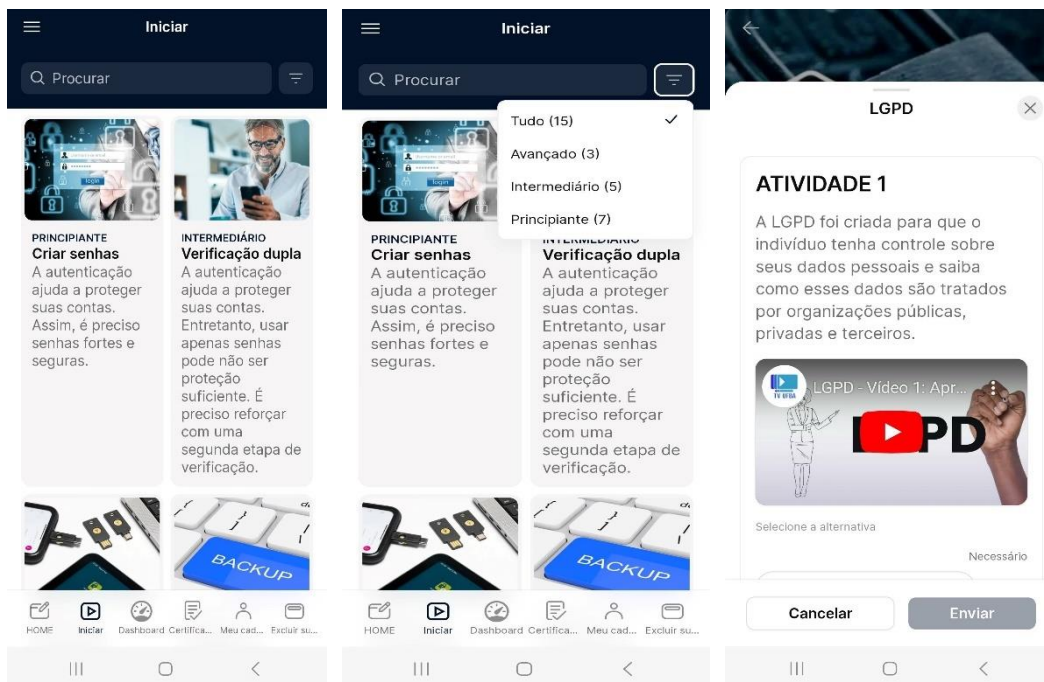 Iniciar
Procurar
login
PRINCIPIANTE
Criar senhas
A autenticação
ajuda a proteger
suas contas.
Assim, é preciso
senhas fortes e
seguras.
INTERMEDIÁRIO
Verificação dupla
A autenticação
ajuda a proteger
suas contas.
Entretanto, usar
apenas senhas
pode não ser
proteção
suficiente. É
preciso reforçar
com uma
segunda etapa de
verificação.
BACKUP
HOME
Iniciar
Dashboard
Certifica...
Meu cad...
Excluir su...
Iniciar
Procurar
Tudo (15)
Avançado (3)
Intermediário (5)
Principiante (7)
login
PRINCIPIANTE
Criar senhas
A autenticação
ajuda a proteger
suas contas.
Assim, é preciso
senhas fortes e
seguras.
INTERMEDIÁRIO
Verificação dupla
A autenticação
ajuda a proteger
suas contas.
Entretanto, usar
apenas senhas
pode não ser
proteção
suficiente. É
preciso reforçar
com uma
segunda etapa de
verificação.
BACKUP
HOME
Iniciar
Dashboard
Certifica...
Meu cad...
Excluir su...
LGPD
ATIVIDADE 1
A LGPD foi criada para que o
indivíduo tenha controle sobre
seus dados pessoais e saiba
como esses dados são tratados
por organizações públicas,
privadas e terceiros.
TV UFBA
LGPD - Vídeo 1: Apr...
PD
Selecione a alternativa
Necessário
Cancelar
Enviar